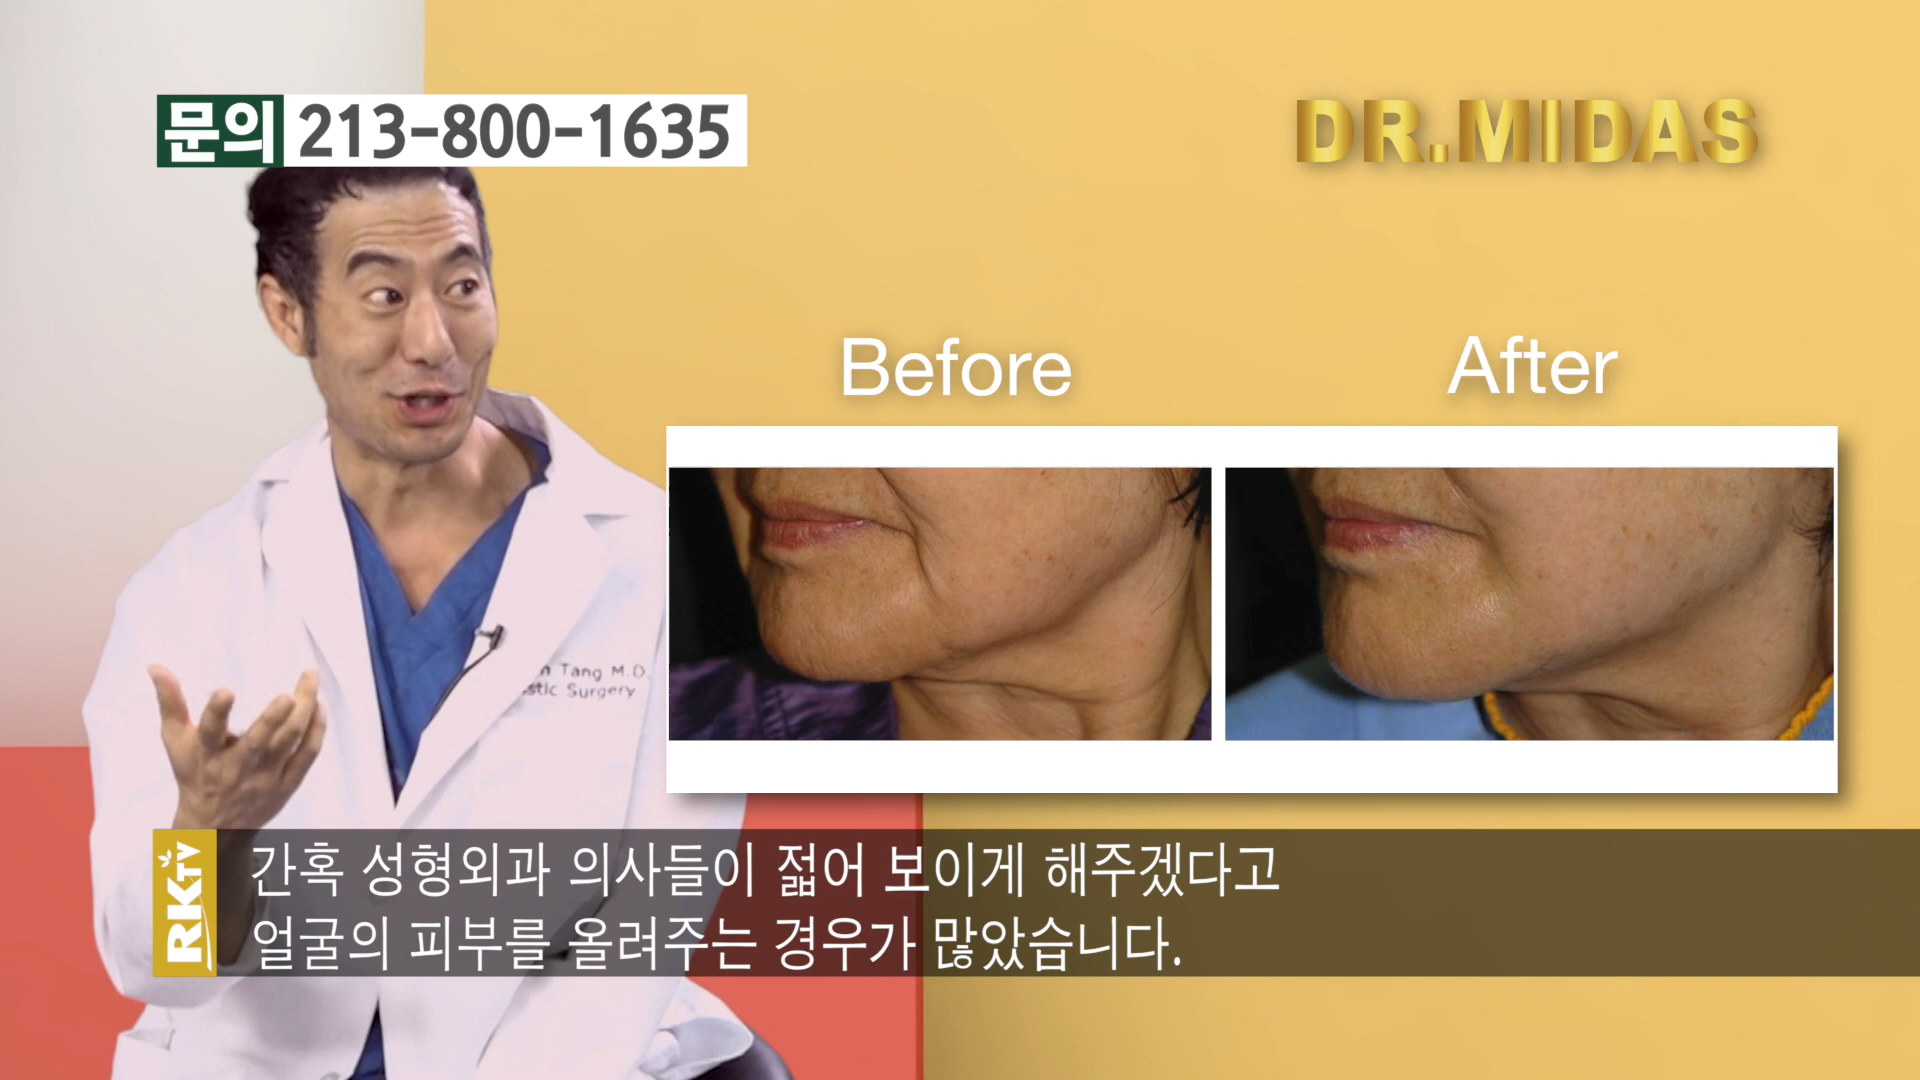 문의 213-800-1635
DR.MIDAS
Before
After
Tang M.D.
Surgery
RKTV
간혹 성형외과 의사들이 젋어 보이게 해주겠다고
얼굴의 피부를 올려주는 경우가 많았습니다.